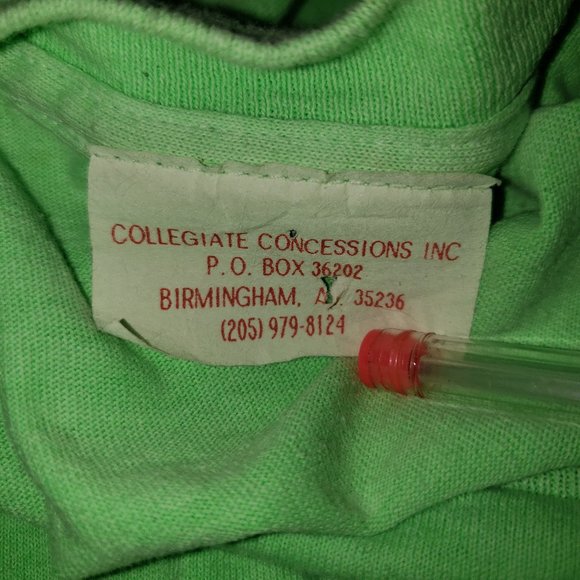 COLLEGIATE CONCESSIONS INC
P.O. BOX 36202
BIRMINGHAM, 35236
(205) 979-8124